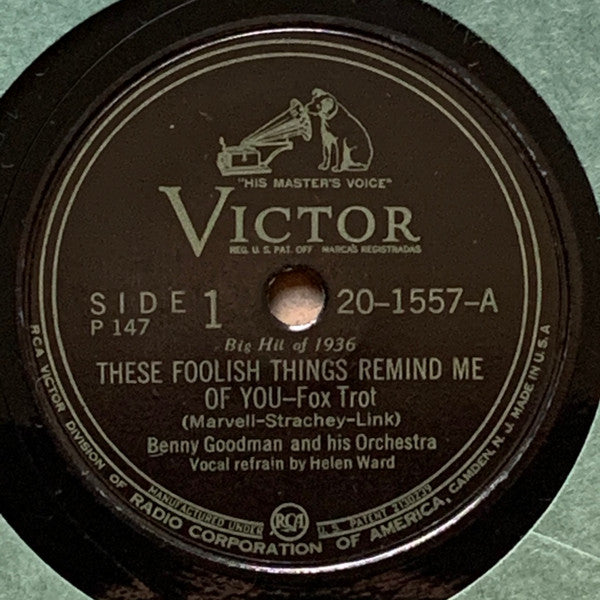 "HIS MASTER'S VOICE"
VICTOR
REG. U. S. PAT. OFF. MARCAS REGISTRADAS
SIDE 1 20-1557-A
P 147
Big Hit of 1936
THESE FOOLISH THINGS REMIND ME
OF YOU-Fox Trot
(Marvell-Strachey-Link)
Benny Goodman and his Orchestra
Vocal refrain by Helen Ward
MANUFACTURED UNDER RCA U. S. PATENT 2130239
RCA VICTOR DIVISION OF RADIO CORPORATION OF AMERICA, CAMDEN, N. J. MADE IN U.S.A